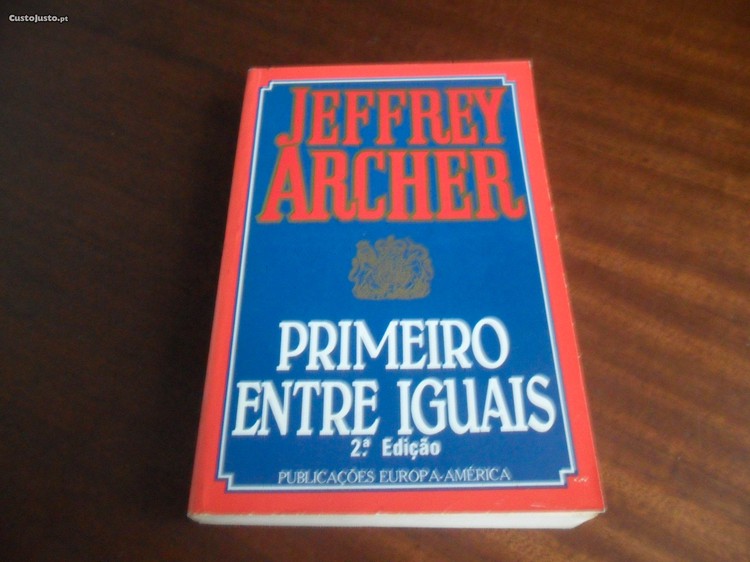 CustoJusto.pt
JEFFREY
ARCHER
PRIMEIRO
ENTRE IGUAIS
2.ª Edição
PUBLICAÇÕES EUROPA-AMÉRICA